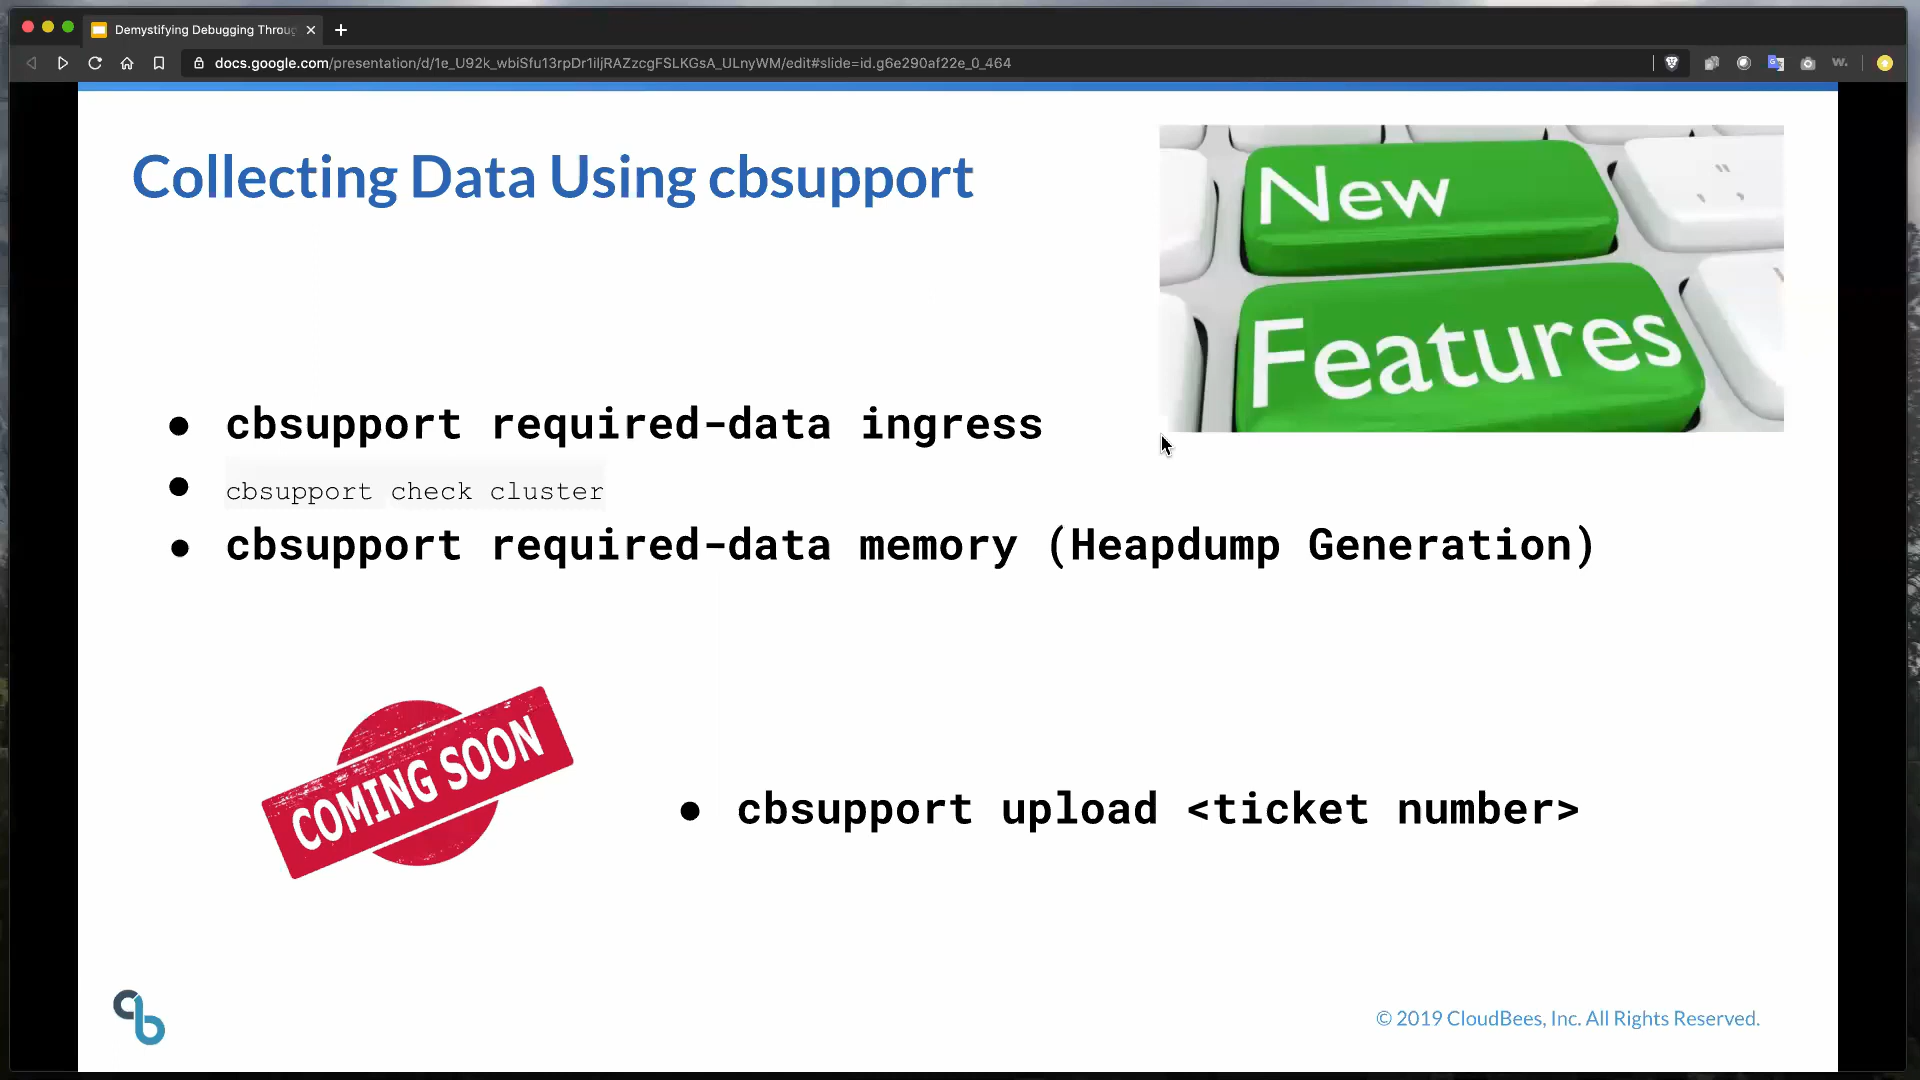 Demystifying Debugging Throug
docs.google.com/presentation/d/1e_U92k_wbiSfu13rpDr1iljRAZzcgFSLKGsA_ULnyWM/edit#slide=id.g6e290af22e_0_464
w.
Collecting Data Using cbsupport
New
Features
● cbsupport required-data ingress
● cbsupport check cluster
● cbsupport required-data memory (Heapdump Generation)
COMING SOON
● cbsupport upload <ticket number>
© 2019 CloudBees, Inc. All Rights Reserved.